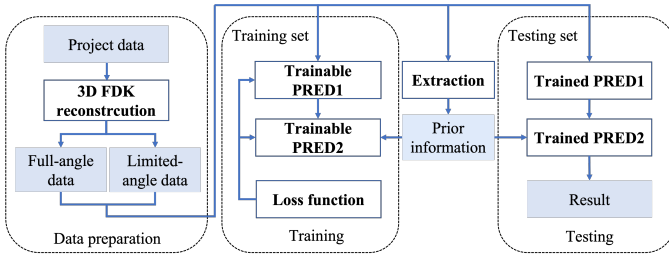 Project data
3D FDK
reconstrcution
Full-angle
data
Limited-
angle data
Data preparation
Training set
Trainable
PRED1
Trainable
PRED2
Loss function
Training
Extraction
Prior
information
Testing set
Trained PRED1
Trained PRED2
Result
Testing